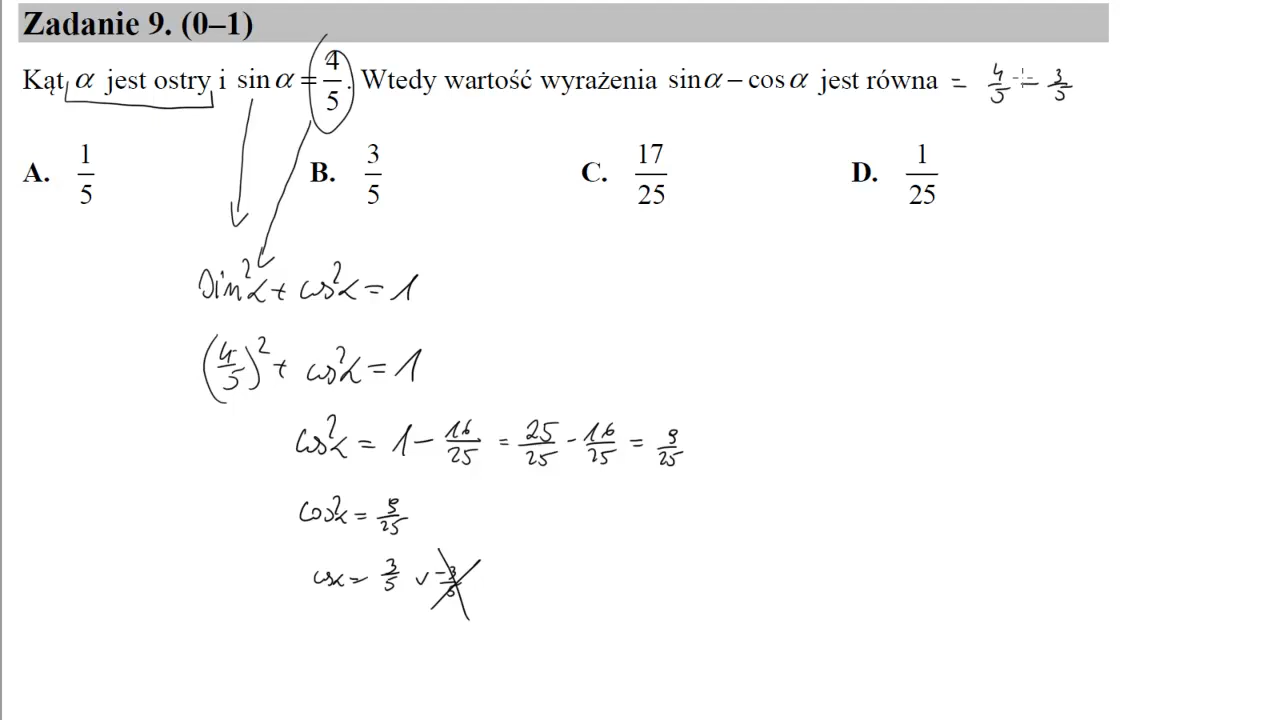 Zadanie 9. (0–1)
Kąt α jest ostry i sin α = 4/5. Wtedy wartość wyrażenia sin α – cos α jest równa = 4/5 – 3/5
A. 1/5 B. 3/5 C. 17/25 D. 1/25
sin²α + cos²α = 1
(4/5)² + cos²α = 1
cos²α = 1 – 16/25 = 25/25 – 16/25 = 9/25
cos²α = 9/25
cosα = 3/5 ∨ –3/5